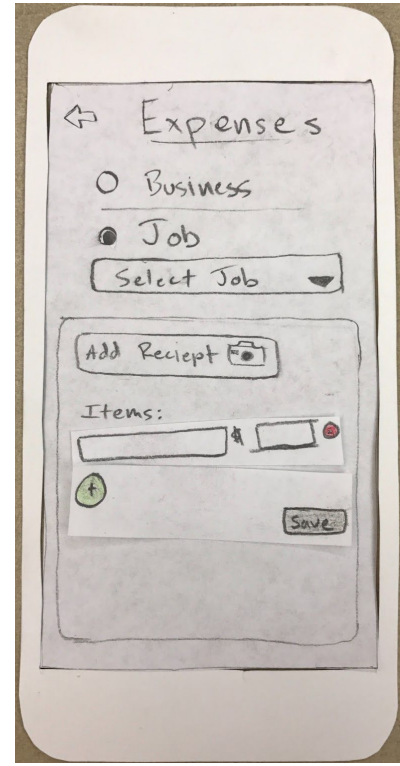 Expenses
Business
Job
Select Job
Add Reciept
Items:
$
+
Save